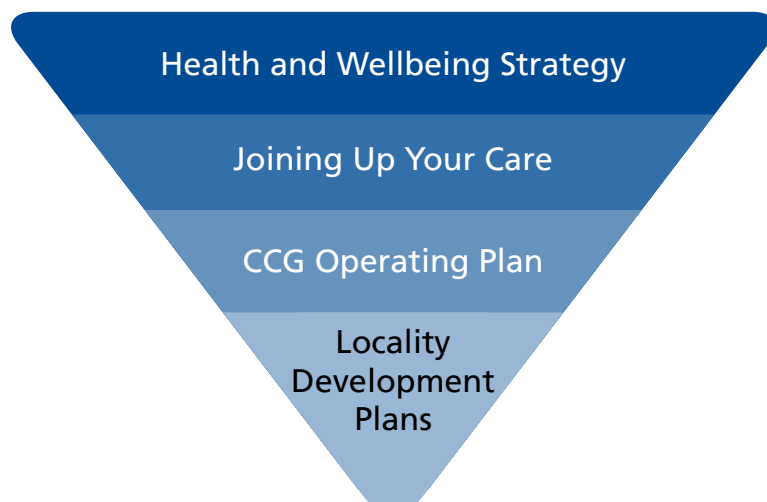 Health and Wellbeing Strategy
Joining Up Your Care
CCG Operating Plan
Locality
Development
Plans